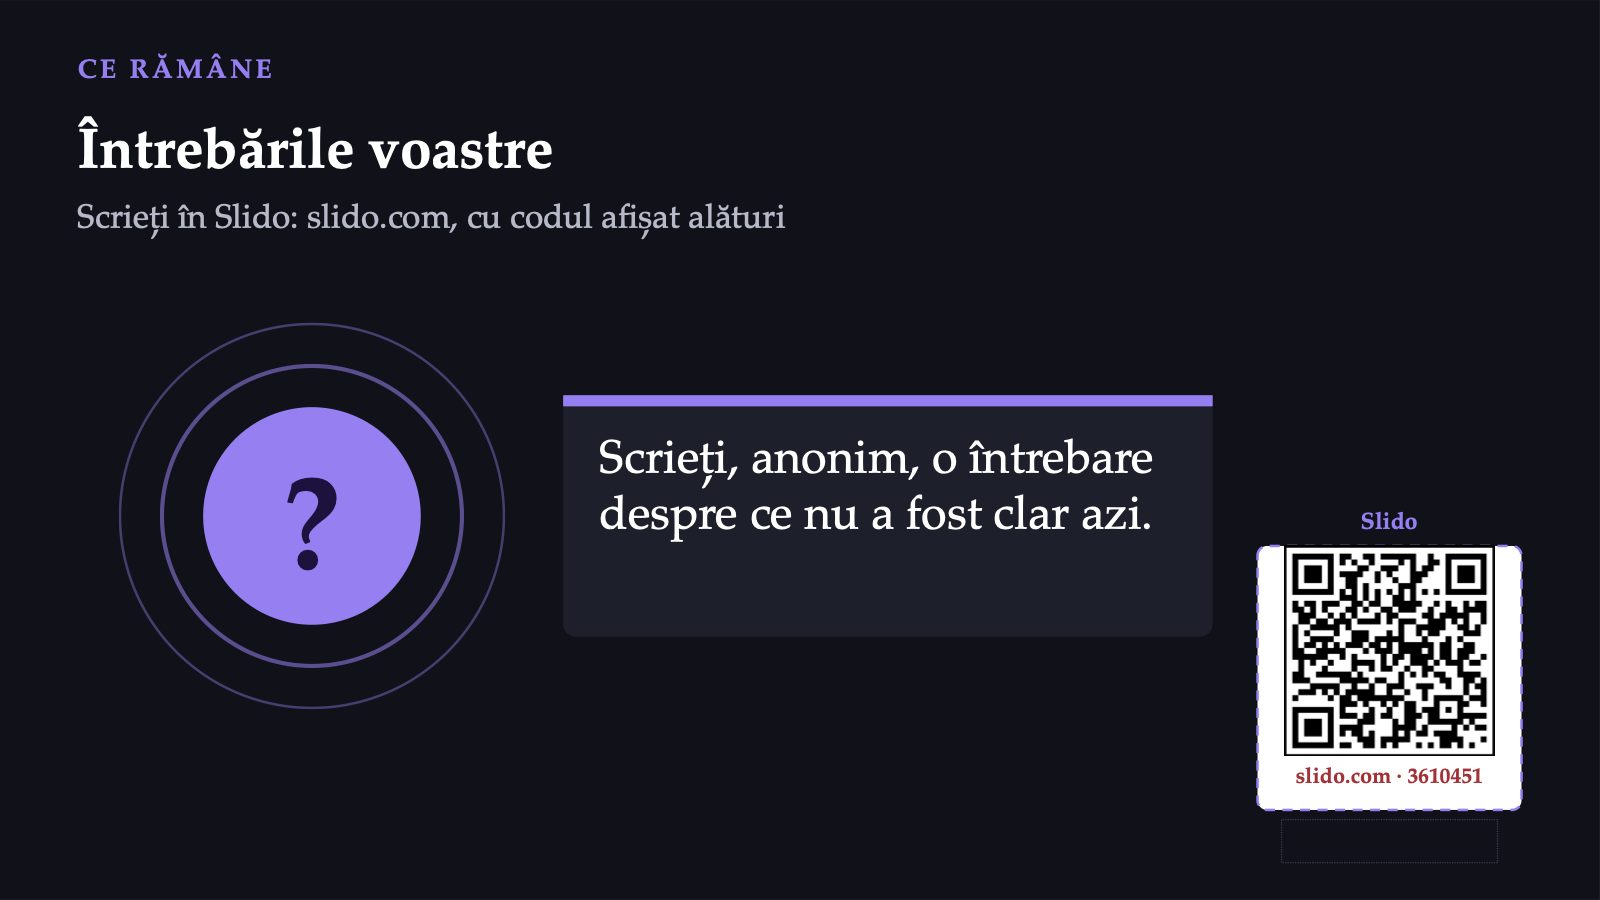 CE RĂMÂNE
Întrebările voastre
Scrieți în Slido: slido.com, cu codul afișat alături
?
Scrieți, anonim, o întrebare
despre ce nu a fost clar azi.
Slido
slido.com · 3610451